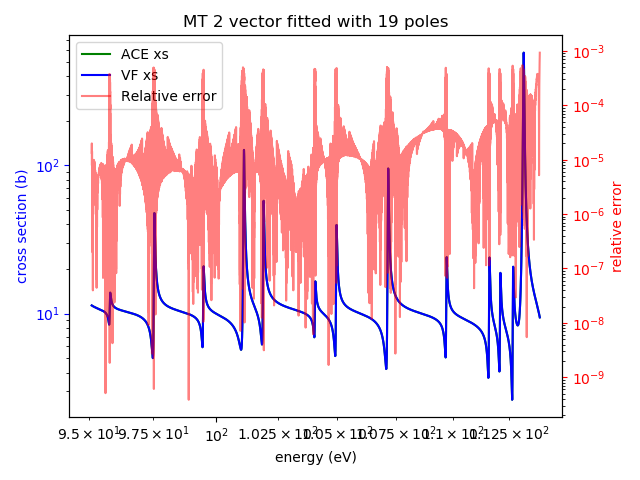 MT 2 vector fitted with 19 poles
ACE xs
VF xs
Relative error
cross section (b)
10²
10¹
relative error
10⁻³
10⁻⁴
10⁻⁵
10⁻⁶
10⁻⁷
10⁻⁸
10⁻⁹
9.5 × 10¹ 9.75 × 10¹ 10² 1.025 × 10² 1.05 × 10² 1.075 × 10² 1.1 × 10² 1.125 × 10²
energy (eV)